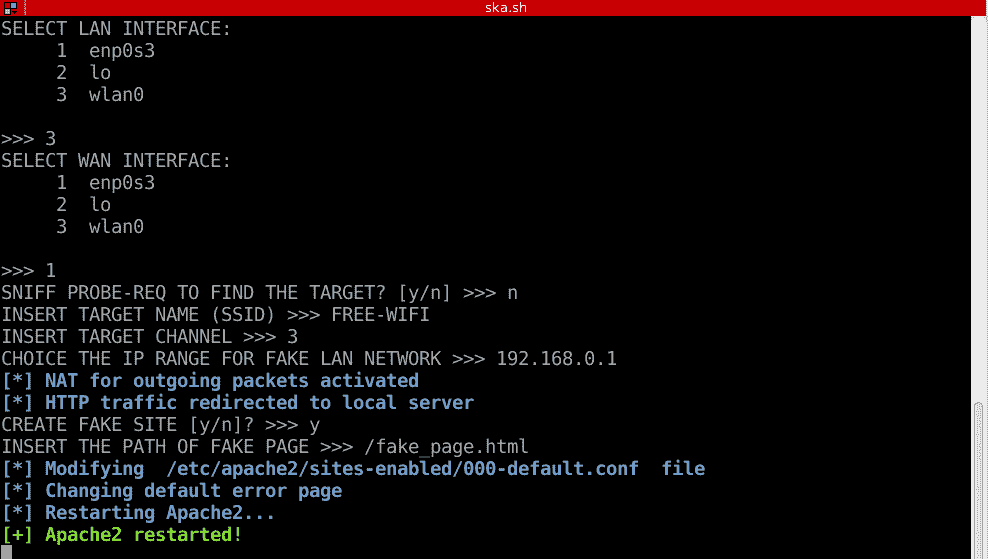 ska.sh
SELECT LAN INTERFACE:
1 enp0s3
2 lo
3 wlan0
>>> 3
SELECT WAN INTERFACE:
1 enp0s3
2 lo
3 wlan0
>>> 1
SNIFF PROBE-REQ TO FIND THE TARGET? [y/n] >>> n
INSERT TARGET NAME (SSID) >>> FREE-WIFI
INSERT TARGET CHANNEL >>> 3
CHOICE THE IP RANGE FOR FAKE LAN NETWORK >>> 192.168.0.1
[*] NAT for outgoing packets activated
[*] HTTP traffic redirected to local server
CREATE FAKE SITE [y/n]? >>> y
INSERT THE PATH OF FAKE PAGE >>> /fake_page.html
[*] Modifying  /etc/apache2/sites-enabled/000-default.conf  file
[*] Changing default error page
[*] Restarting Apache2...
[+] Apache2 restarted!